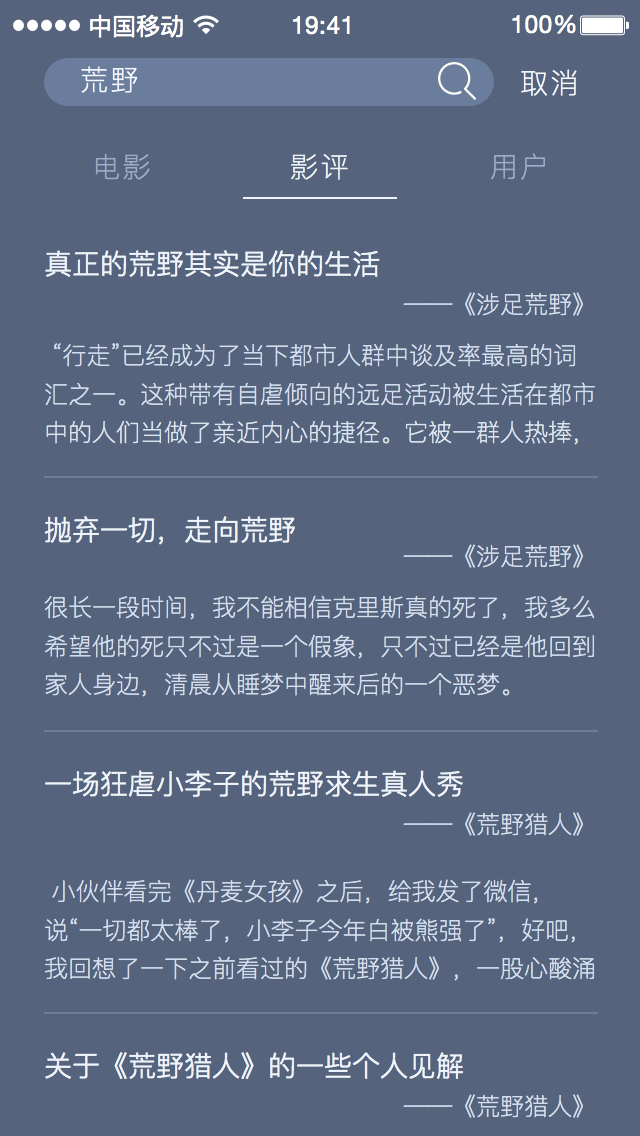 中国移动 19:41 100%
荒野 取消
电影 影评 用户
真正的荒野其实是你的生活
——《涉足荒野》
“行走”已经成为了当下都市人群中谈及率最高的词
汇之一。这种带有自虐倾向的远足活动被生活在都市
中的人们当做了亲近内心的捷径。它被一群人热捧，
抛弃一切，走向荒野
——《涉足荒野》
很长一段时间，我不能相信克里斯真的死了，我多么
希望他的死只不过是一个假象，只不过已经是他回到
家人身边，清晨从睡梦中醒来后的一个恶梦。
一场狂虐小李子的荒野求生真人秀
——《荒野猎人》
小伙伴看完《丹麦女孩》之后，给我发了微信，
说“一切都太棒了，小李子今年白被熊强了”，好吧，
我回想了一下之前看过的《荒野猎人》，一股心酸涌
关于《荒野猎人》的一些个人见解
——《荒野猎人》